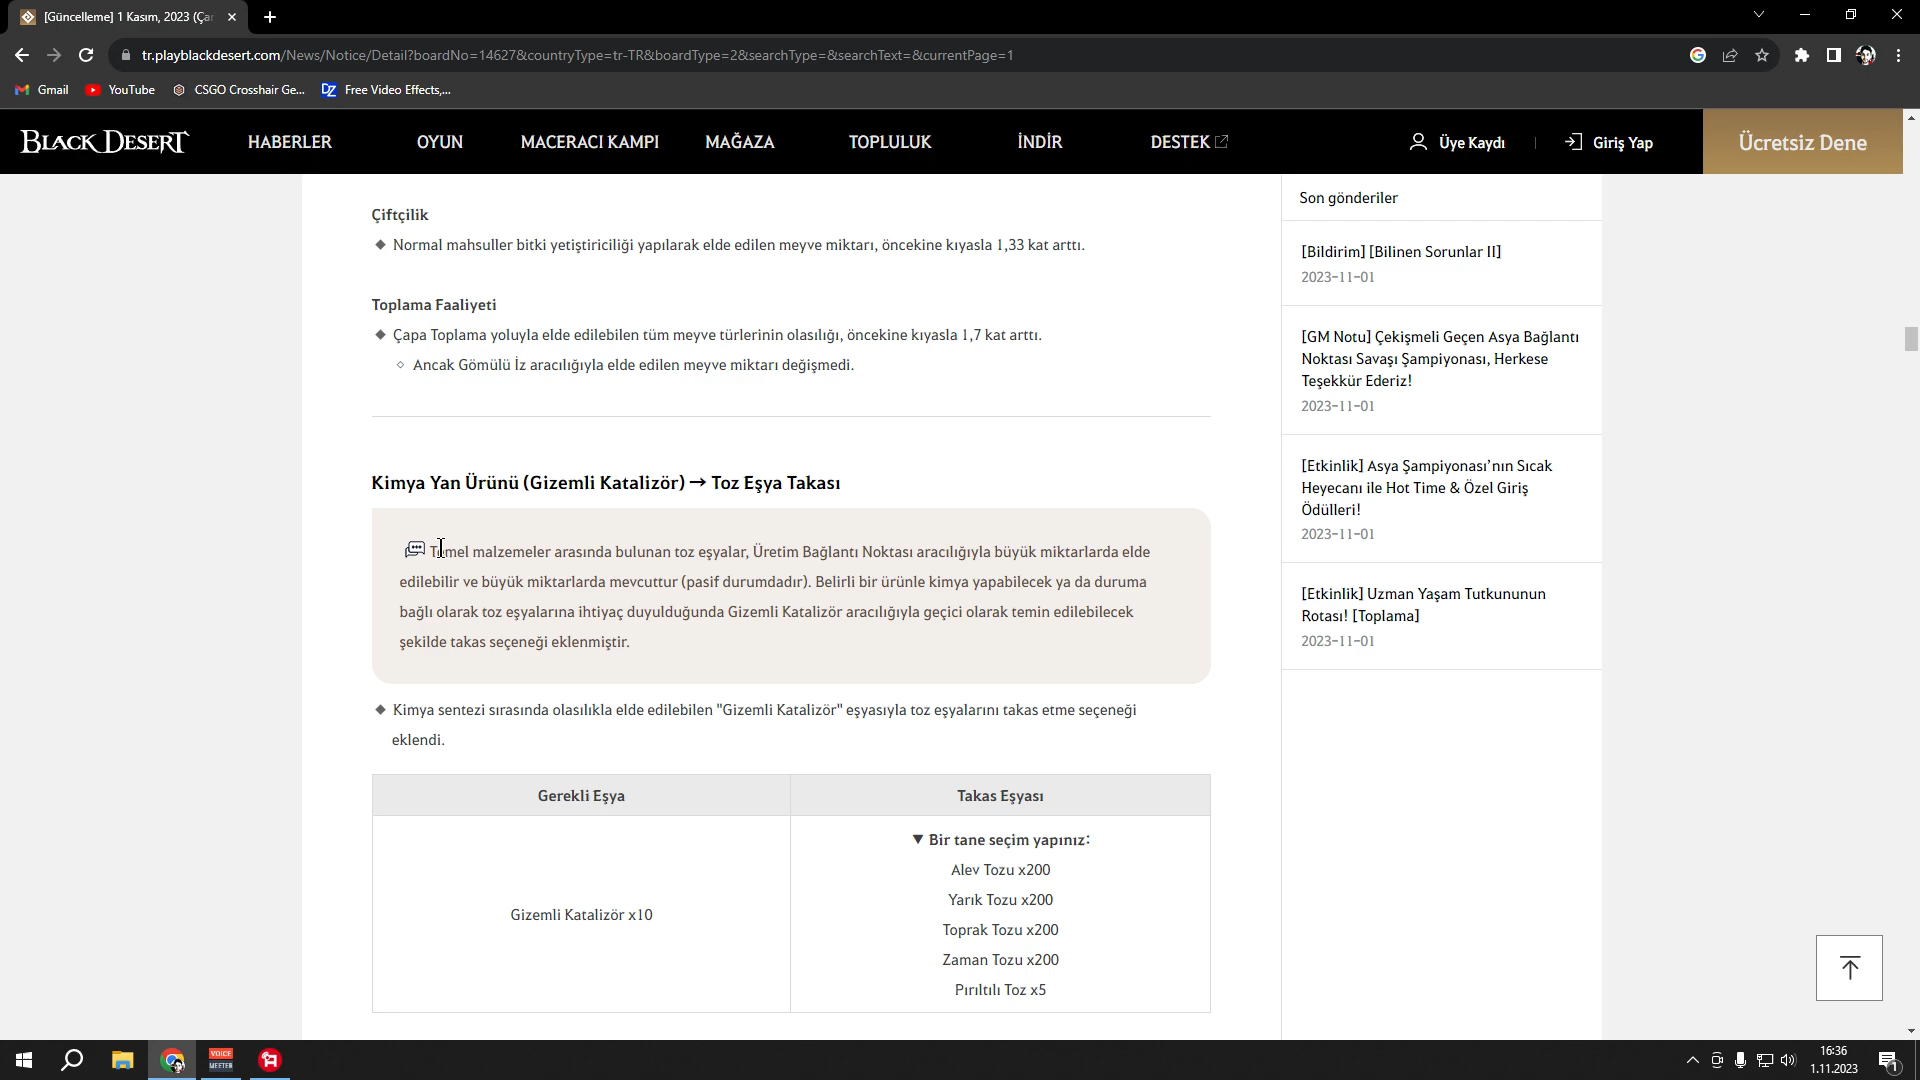 [Güncelleme] 1 Kasım, 2023 (Ça
tr.playblackdesert.com/News/Notice/Detail?boardNo=14627&countryType=tr-TR&boardType=2&searchType=&searchText=&currentPage=1
Gmail YouTube CSGO Crosshair Ge... Free Video Effects,...
BLACK DESERT HABERLER OYUN MACERACI KAMPI MAĞAZA TOPLULUK İNDİR DESTEK Üye Kaydı Giriş Yap Ücretsiz Dene
Çiftçilik
◆ Normal mahsuller bitki yetiştiriciliği yapılarak elde edilen meyve miktarı, öncekine kıyasla 1,33 kat arttı.
Toplama Faaliyeti
◆ Çapa Toplama yoluyla elde edilebilen tüm meyve türlerinin olasılığı, öncekine kıyasla 1,7 kat arttı.
◇ Ancak Gömülü İz aracılığıyla elde edilen meyve miktarı değişmedi.
Kimya Yan Ürünü (Gizemli Katalizör) → Toz Eşya Takası
Temel malzemeler arasında bulunan toz eşyalar, Üretim Bağlantı Noktası aracılığıyla büyük miktarlarda elde
edilebilir ve büyük miktarlarda mevcuttur (pasif durumdadır). Belirli bir ürünle kimya yapabilecek ya da duruma
bağlı olarak toz eşyalarına ihtiyaç duyulduğunda Gizemli Katalizör aracılığıyla geçici olarak temin edilebilecek
şekilde takas seçeneği eklenmiştir.
◆ Kimya sentezi sırasında olasılıkla elde edilebilen "Gizemli Katalizör" eşyasıyla toz eşyalarını takas etme seçeneği
eklendi.
Gerekli Eşya Takas Eşyası
Gizemli Katalizör x10
▼ Bir tane seçim yapınız:
Alev Tozu x200
Yarık Tozu x200
Toprak Tozu x200
Zaman Tozu x200
Pırıltılı Toz x5
Son gönderiler
[Bildirim] [Bilinen Sorunlar II]
2023-11-01
[GM Notu] Çekişmeli Geçen Asya Bağlantı
Noktası Savaşı Şampiyonası, Herkese
Teşekkür Ederiz!
2023-11-01
[Etkinlik] Asya Şampiyonası'nın Sıcak
Heyecanı ile Hot Time & Özel Giriş
Ödülleri!
2023-11-01
[Etkinlik] Uzman Yaşam Tutkununun
Rotası! [Toplama]
2023-11-01
VOICE
MEETER
16:36
1.11.2023
1